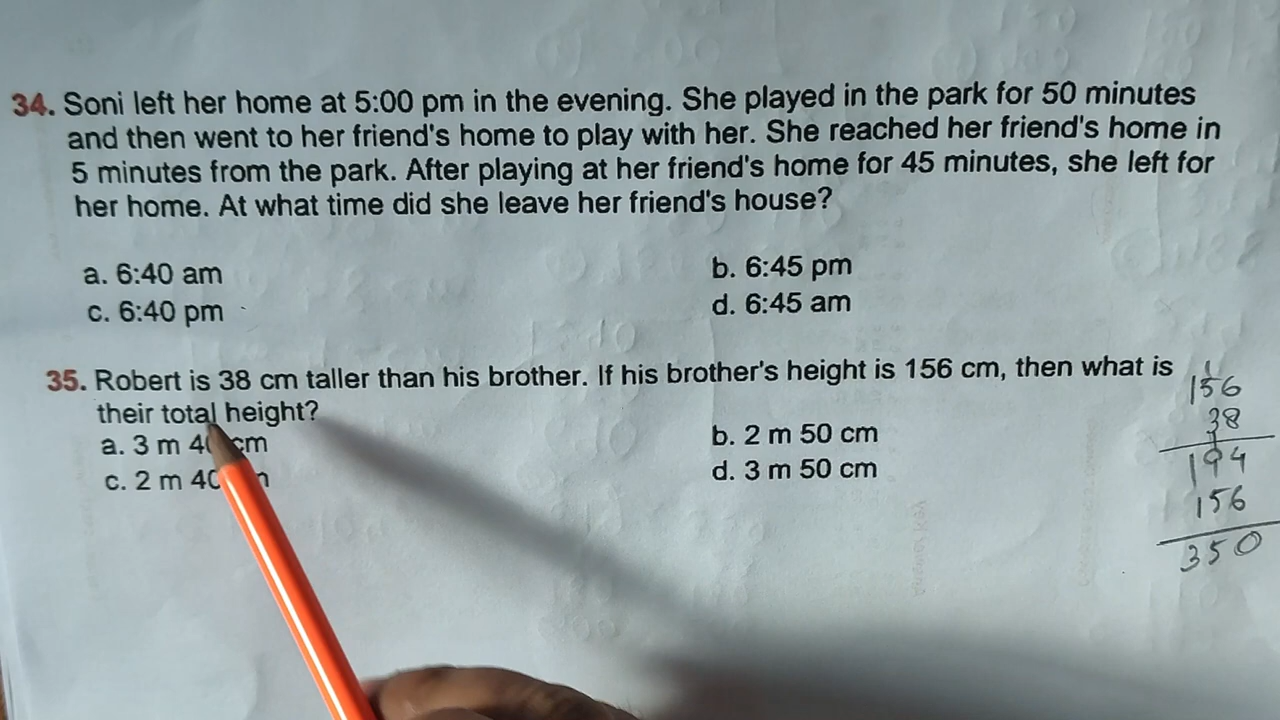 34. Soni left her home at 5:00 pm in the evening. She played in the park for 50 minutes
and then went to her friend's home to play with her. She reached her friend's home in
5 minutes from the park. After playing at her friend's home for 45 minutes, she left for
her home. At what time did she leave her friend's house?
a. 6:40 am
b. 6:45 pm
c. 6:40 pm
d. 6:45 am
35. Robert is 38 cm taller than his brother. If his brother's height is 156 cm, then what is
their total height?
a. 3 m 40 cm
b. 2 m 50 cm
c. 2 m 40
d. 3 m 50 cm
1
156
38
1
194
156
350